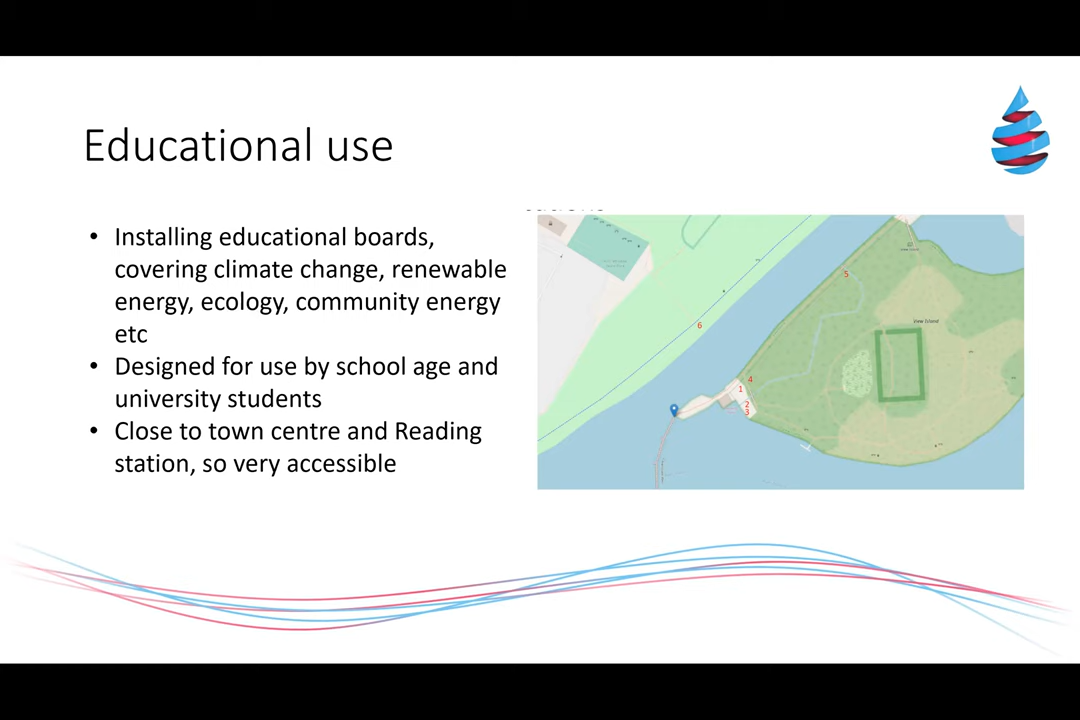 Educational use
• Installing educational boards,
covering climate change, renewable
energy, ecology, community energy
etc
• Designed for use by school age and
university students
• Close to town centre and Reading
station, so very accessible
5
View Island
6
4
1
2
3